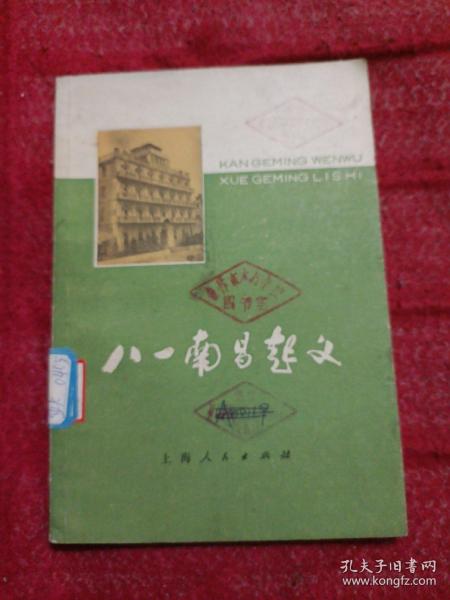 KAN GEMING WENWU
XUE GEMING LISHI
八一南昌起义
上海人民出版社
孔夫子旧书网
www.kongfz.com